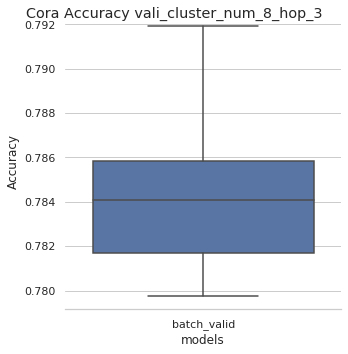 Cora Accuracy vali_cluster_num_8_hop_3
0.792
0.790
0.788
0.786
0.784
0.782
0.780
Accuracy
batch_valid
models